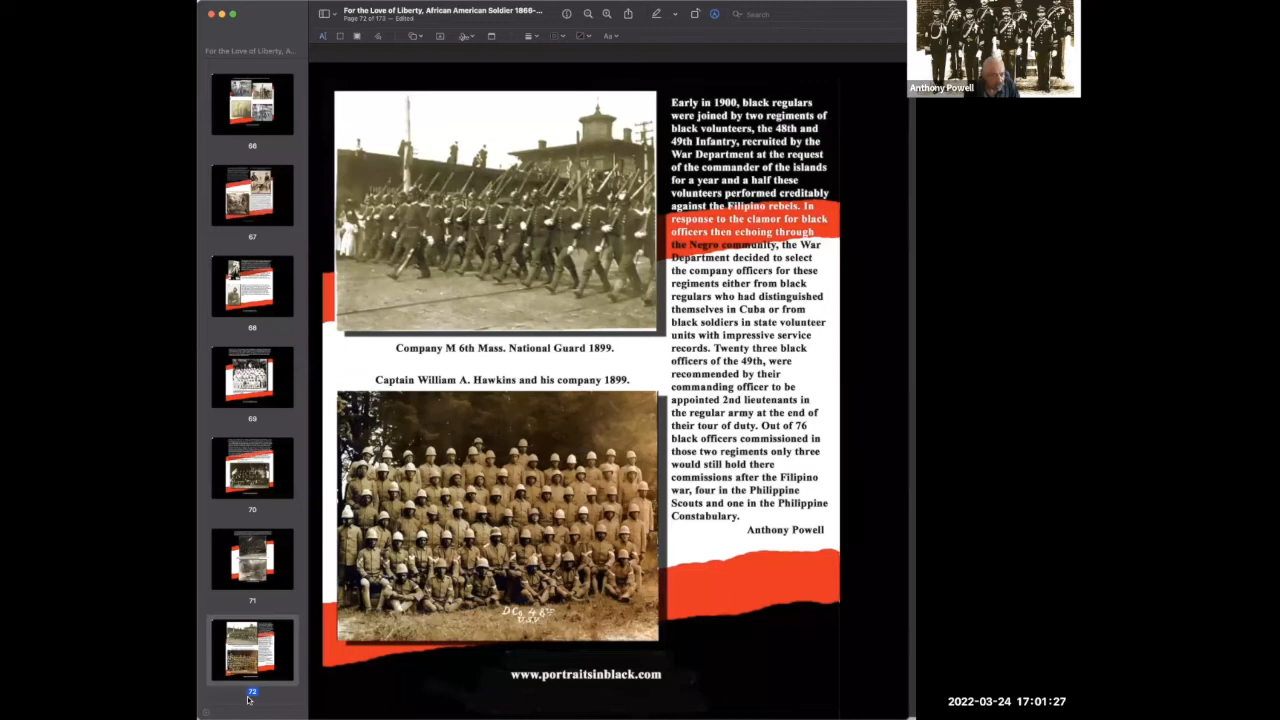 For the Love of Liberty, African American Soldier 1866-...
Page 72 of 173 — Edited
Search
For the Love of Liberty, A...
66
67
68
69
70
71
72
Company M 6th Mass. National Guard 1899.
Captain William A. Hawkins and his company 1899.
D Co. 48th
U.S.V.
Early in 1900, black regulars
were joined by two regiments of
black volunteers, the 48th and
49th Infantry, recruited by the
War Department at the request
of the commander of the islands
for a year and a half these
volunteers performed creditably
against the Filipino rebels. In
response to the clamor for black
officers then echoing through
the Negro community, the War
Department decided to select
the company officers for these
regiments either from black
regulars who had distinguished
themselves in Cuba or from
black soldiers in state volunteer
units with impressive service
records. Twenty three black
officers of the 49th, were
recommended by their
commanding officer to be
appointed 2nd lieutenants in
the regular army at the end of
their tour of duty. Out of 76
black officers commissioned in
those two regiments only three
would still hold there
commissions after the Filipino
war, four in the Philippine
Scouts and one in the Philippine
Constabulary.
Anthony Powell
www.portraitsinblack.com
Anthony Powell
2022-03-24 17:01:27